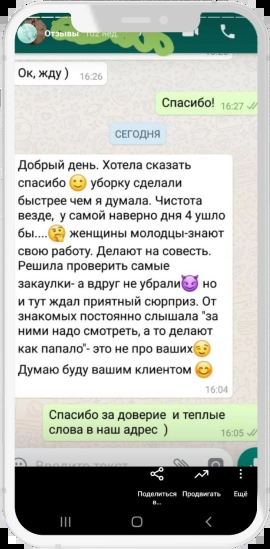 Отзывы 102 нед.
Ок, жду ) 16:26
Спасибо! 16:27
СЕГОДНЯ
Добрый день. Хотела сказать
спасибо 😉 уборку сделали
быстрее чем я думала. Чистота
везде, у самой наверно дня 4 ушло
бы....🤔 женщины молодцы-знают
свою работу. Делают на совесть.
Решила проверить самые
закаулки- а вдруг не убрали😈 но
и тут ждал приятный сюрприз. От
знакомых постоянно слышала "за
ними надо смотреть, а то делают
как папало"- это не про ваших😉
Думаю буду вашим клиентом 😊
16:04
Спасибо за доверие и теплые
слова в наш адрес ) 16:05
Введите текст
Поделиться Продвигать Ещё
в...